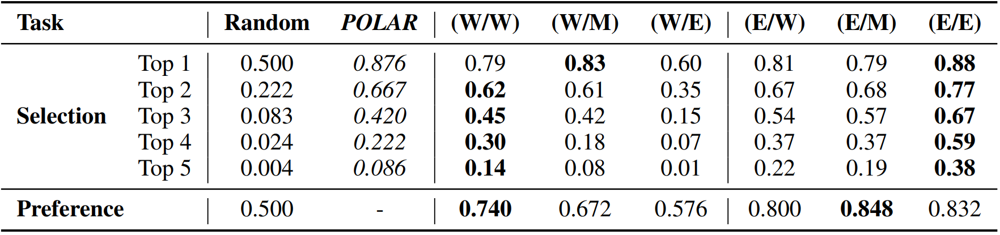 Task Random POLAR (W/W) (W/M) (W/E) (E/W) (E/M) (E/E)
Top 1 0.500 0.876 0.79 0.83 0.60 0.81 0.79 0.88
Top 2 0.222 0.667 0.62 0.61 0.35 0.67 0.68 0.77
Selection Top 3 0.083 0.420 0.45 0.42 0.15 0.54 0.57 0.67
Top 4 0.024 0.222 0.30 0.18 0.07 0.37 0.37 0.59
Top 5 0.004 0.086 0.14 0.08 0.01 0.22 0.19 0.38
Preference 0.500 - 0.740 0.672 0.576 0.800 0.848 0.832